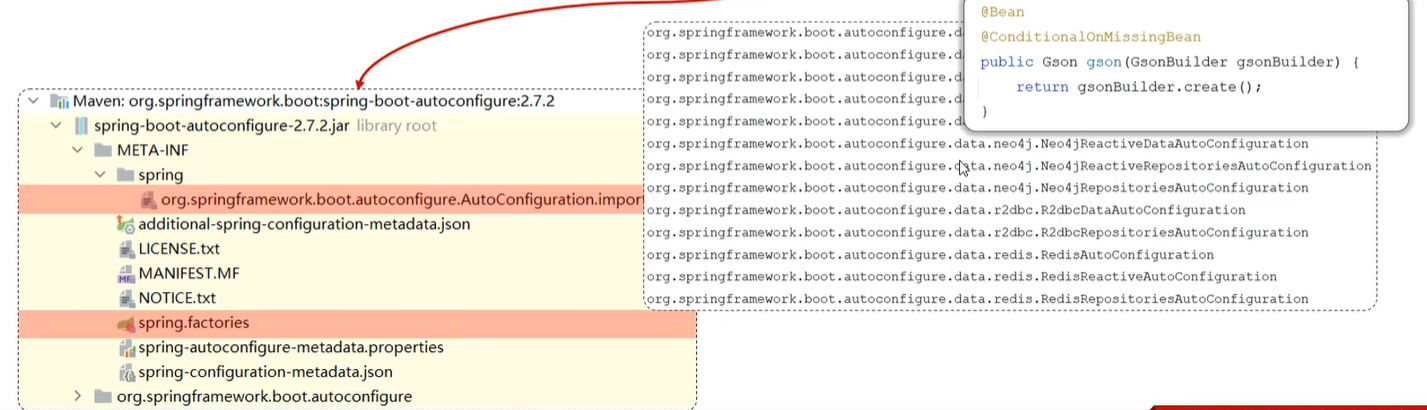 Maven: org.springframework.boot:spring-boot-autoconfigure:2.7.2
spring-boot-autoconfigure-2.7.2.jar library root
META-INF
spring
org.springframework.boot.autoconfigure.AutoConfiguration.impor
additional-spring-configuration-metadata.json
LICENSE.txt
MANIFEST.MF
NOTICE.txt
spring.factories
spring-autoconfigure-metadata.properties
spring-configuration-metadata.json
org.springframework.boot.autoconfigure
org.springframework.boot.autoconfigure.d
org.springframework.boot.autoconfigure.d
org.springframework.boot.autoconfigure.d
org.springframework.boot.autoconfigure.d
org.springframework.boot.autoconfigure.d
org.springframework.boot.autoconfigure.data.neo4j.Neo4jReactiveDataAutoConfiguration
org.springframework.boot.autoconfigure.data.neo4j.Neo4jReactiveRepositoriesAutoConfiguration
org.springframework.boot.autoconfigure.data.neo4j.Neo4jRepositoriesAutoConfiguration
org.springframework.boot.autoconfigure.data.r2dbc.R2dbcDataAutoConfiguration
org.springframework.boot.autoconfigure.data.r2dbc.R2dbcRepositoriesAutoConfiguration
org.springframework.boot.autoconfigure.data.redis.RedisAutoConfiguration
org.springframework.boot.autoconfigure.data.redis.RedisReactiveAutoConfiguration
org.springframework.boot.autoconfigure.data.redis.RedisRepositoriesAutoConfiguration
@Bean
@ConditionalOnMissingBean
public Gson gson(GsonBuilder gsonBuilder) {
return gsonBuilder.create();
}